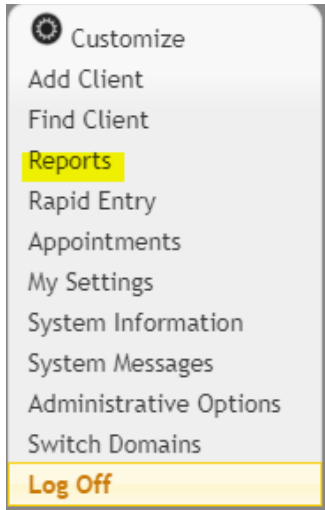 Customize
Add Client
Find Client
Reports
Rapid Entry
Appointments
My Settings
System Information
System Messages
Administrative Options
Switch Domains
Log Off